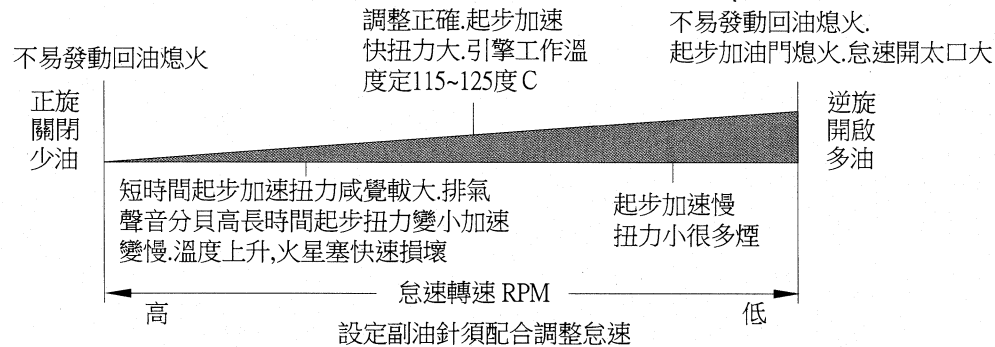 不易發動回油熄火
調整正確.起步加速
快扭力大.引擎工作溫
度定115~125度C
不易發動回油熄火.
起步加油門熄火.怠速開太口大
正旋
關閉
少油
逆旋
開啟
多油
短時間起步加速扭力咸覺載大.排氣
聲音分貝高長時間起步扭力變小加速
變慢.溫度上升,火星塞快速損壞
起步加速慢
扭力小很多煙
怠速轉速 RPM
高
低
設定副油針須配合調整怠速